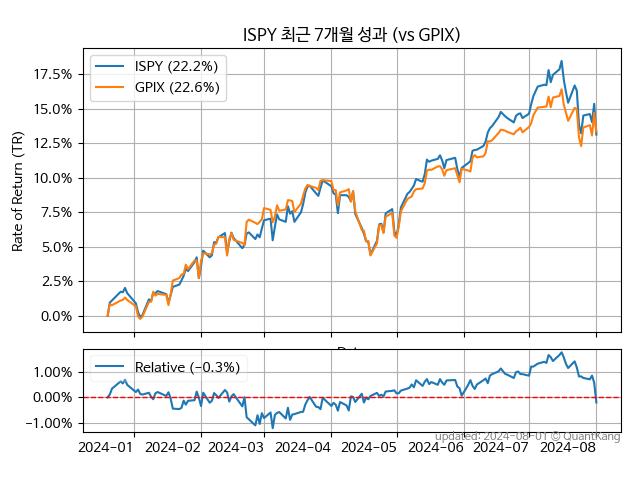 ISPY 최근 7개월 성과 (vs GPIX)
ISPY (22.2%)
GPIX (22.6%)
Rate of Return (TR)
17.5%
15.0%
12.5%
10.0%
7.5%
5.0%
2.5%
0.0%
Relative (−0.3%)
1.00%
0.00%
−1.00%
updated: 2024-08-01 © QuantKang
2024−01 2024−02 2024−03 2024−04 2024−05 2024−06 2024−07 2024−08